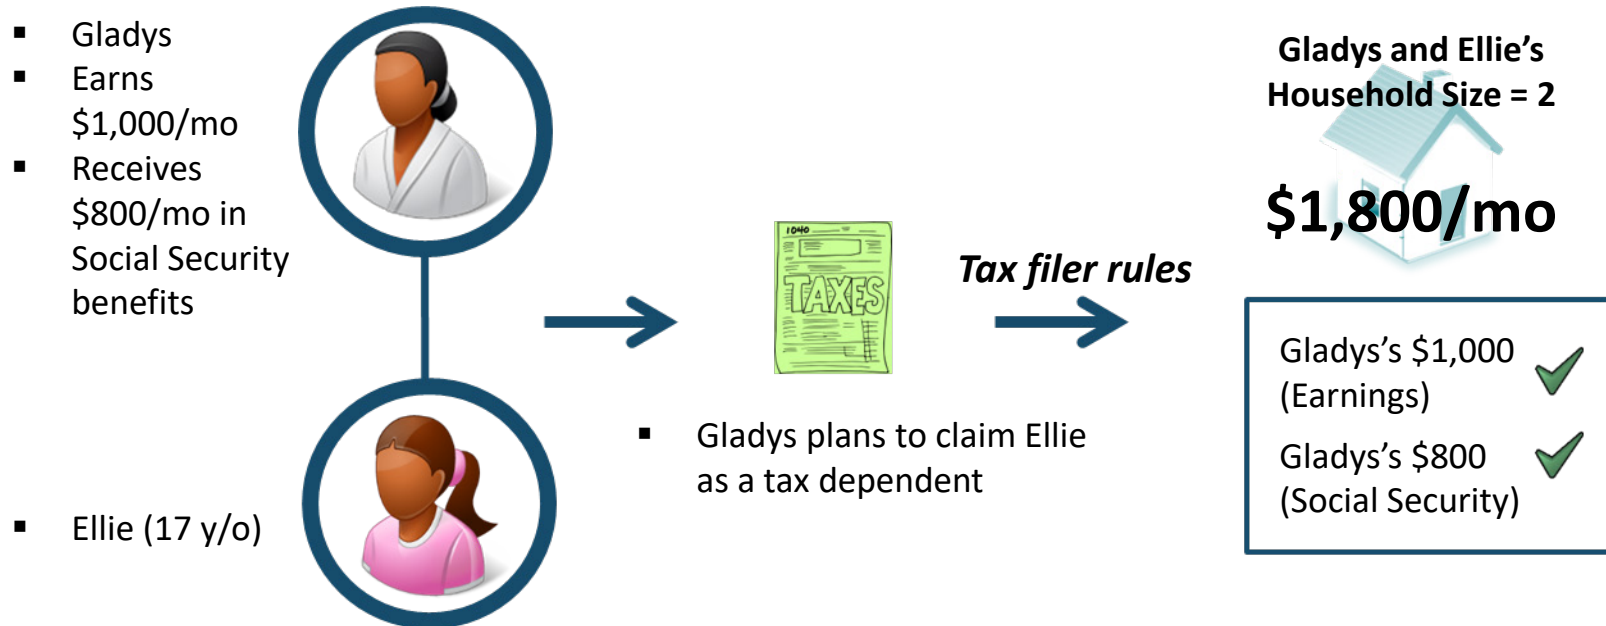 ▪ Gladys
▪ Earns
$1,000/mo
▪ Receives
$800/mo in
Social Security
benefits
▪ Ellie (17 y/o)
1040
TAXES
▪ Gladys plans to claim Ellie
as a tax dependent
Tax filer rules
Gladys and Ellie’s
Household Size = 2
$1,800/mo
Gladys’s $1,000
(Earnings)
Gladys’s $800
(Social Security)